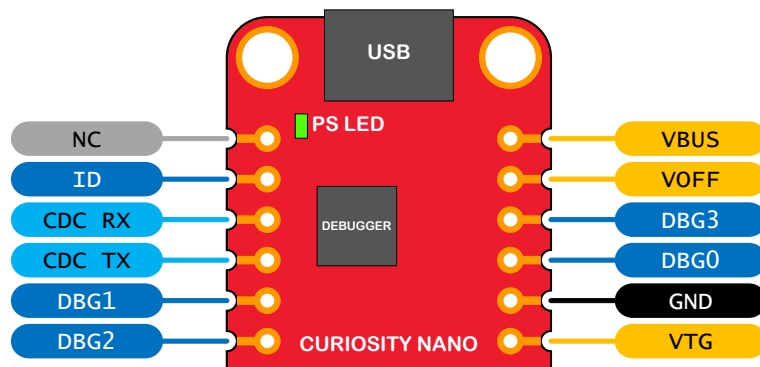 USB
PS LED
NC
VBUS
ID
VOFF
CDC RX
DEBUGGER
DBG3
CDC TX
DBG0
DBG1
GND
DBG2
CURIOSITY NANO
VTG